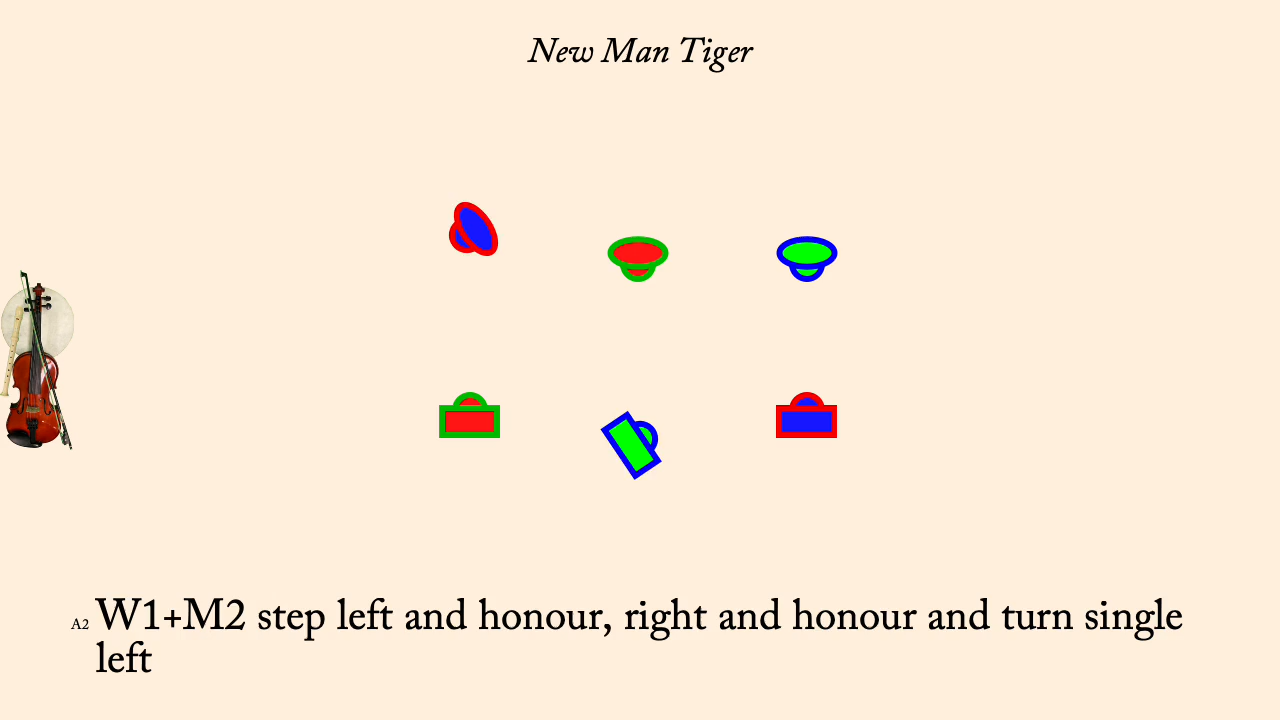 New Man Tiger
A2 W1+M2 step left and honour, right and honour and turn single
left